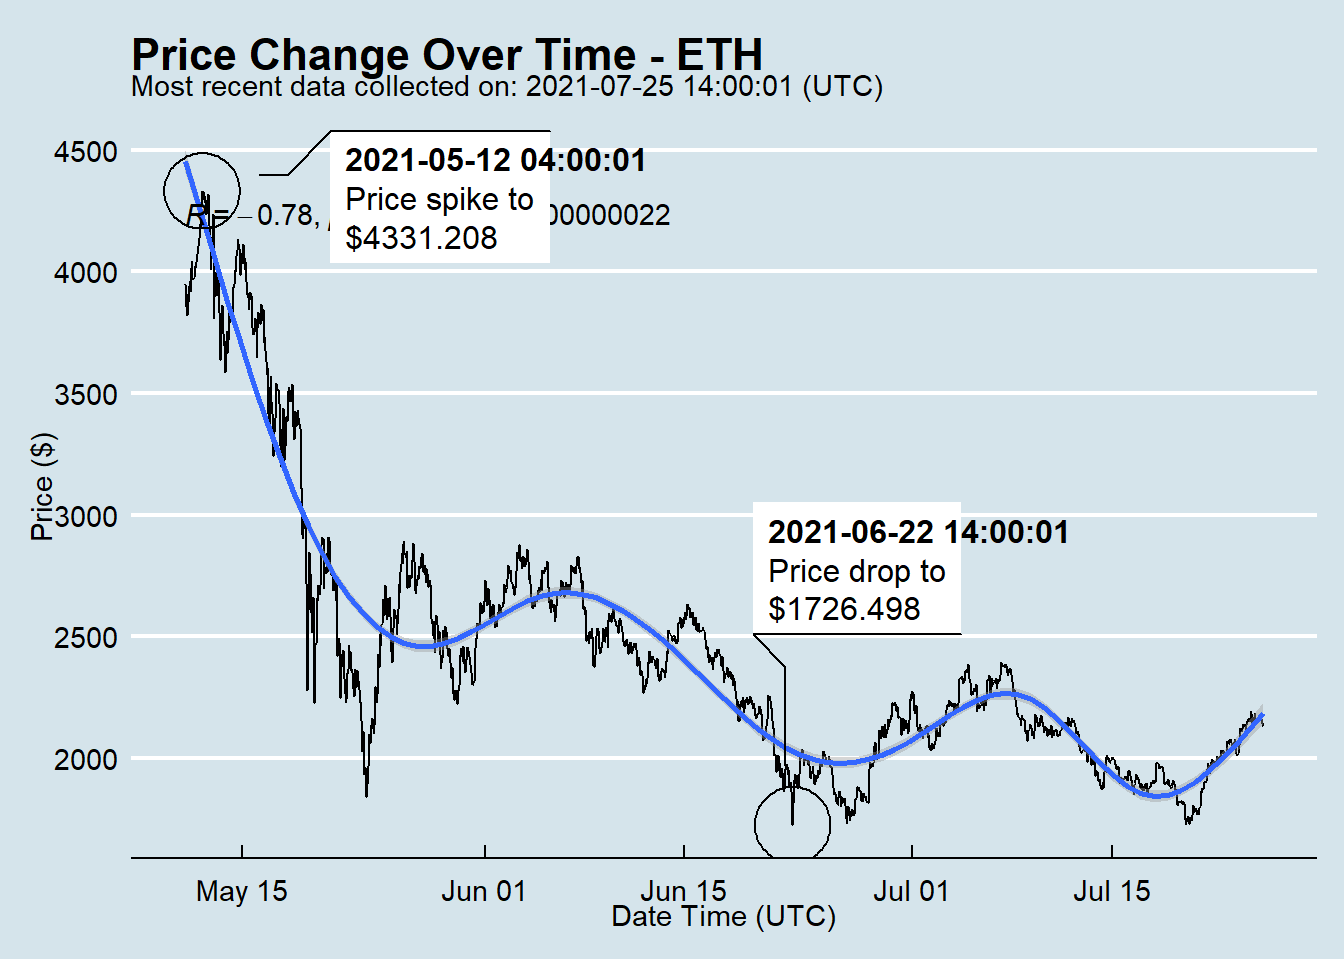 Price Change Over Time - ETH
Most recent data collected on: 2021-07-25 14:00:01 (UTC)
4500
4000
3500
3000
2500
2000
Price ($)
2021-05-12 04:00:01
Price spike to
$4331.208
R = −0.78,
00000022
2021-06-22 14:00:01
Price drop to
$1726.498
May 15
Jun 01
Jun 15
Jul 01
Jul 15
Date Time (UTC)